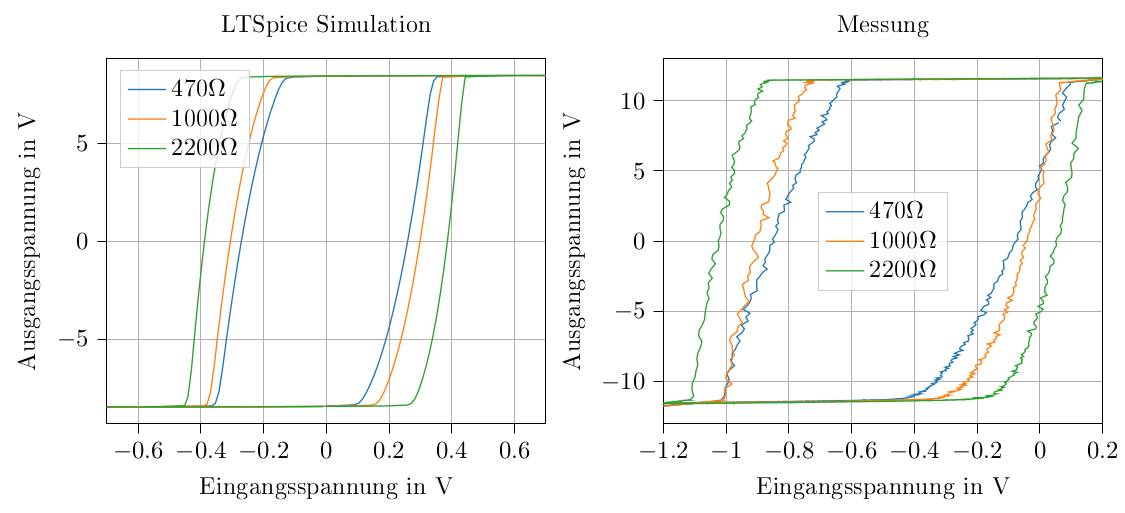 LTSpice Simulation
470Ω
1000Ω
2200Ω
5
0
−5
−0.6 −0.4 −0.2 0 0.2 0.4 0.6
Eingangsspannung in V
Ausgangsspannung in V
Messung
470Ω
1000Ω
2200Ω
10
5
0
−5
−10
−1.2 −1 −0.8 −0.6 −0.4 −0.2 0 0.2
Eingangsspannung in V
Ausgangsspannung in V